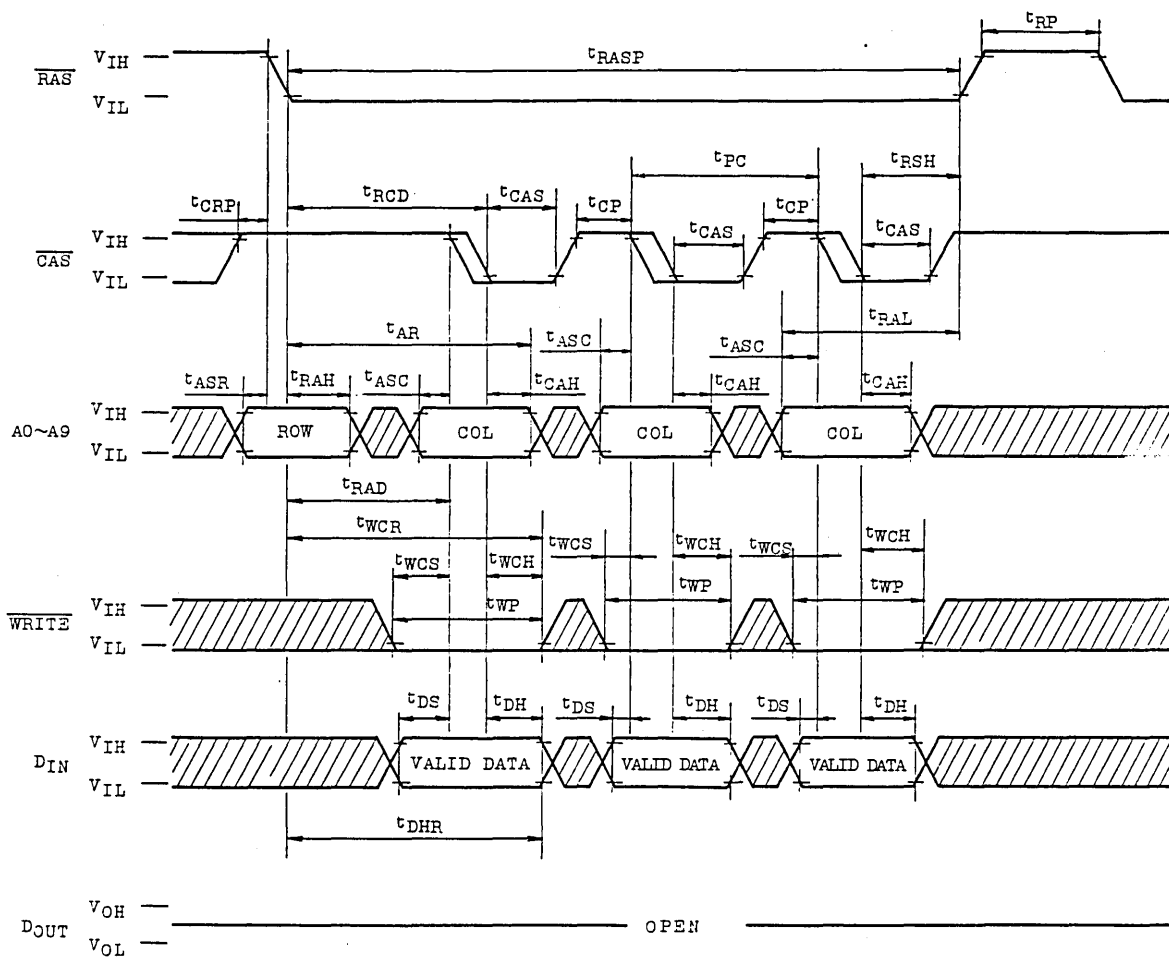 tRP
VIH
tRASP
RAS
VIL
tPC
tRSH
tRCD
tCAS
tCRP
tCP
tCP
tCAS
tCAS
VIH
CAS
VIL
tRAL
tAR
tASC
tASC
tASR
tRAH
tASC
tCAH
tCAH
tCAH
VIH
A0~A9
ROW
COL
COL
COL
VIL
tRAD
tWCR
tWCS
tWCH
tWCS
tWCH
tWCS
tWCH
tWP
tWP
tWP
VIH
WRITE
VIL
tDS
tDH
tDS
tDH
tDS
tDH
VIH
DIN
VALID DATA
VALID DATA
VALID DATA
VIL
tDHR
VOH
DOUT
OPEN
VOL